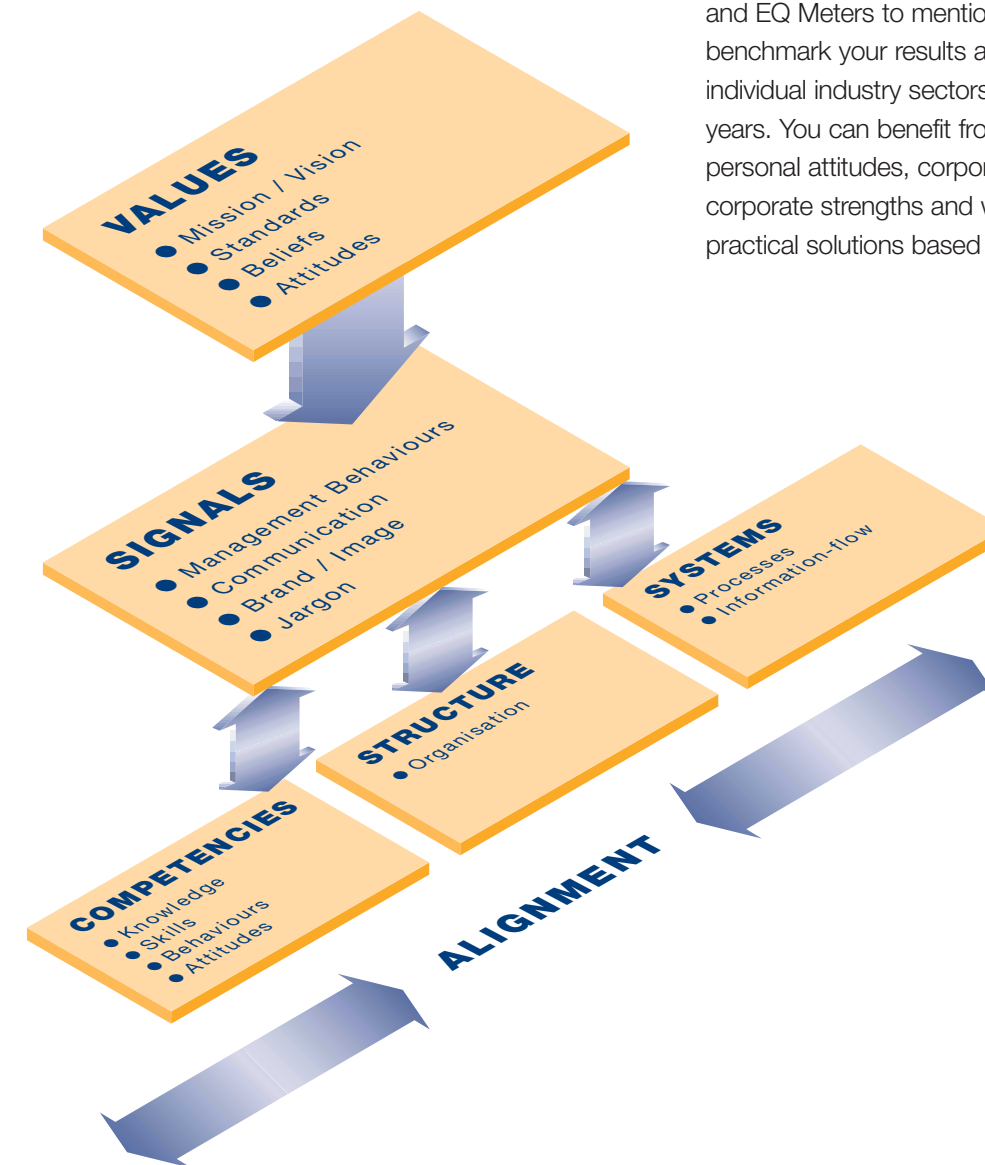 and EQ Meters to mentio
benchmark your results a
individual industry sectors
years. You can benefit fro
personal attitudes, corpor
corporate strengths and w
practical solutions based
VALUES
● Mission / Vision
● Standards
● Beliefs
● Attitudes
SIGNALS
● Management Behaviours
● Communication
● Brand / Image
● Jargon
SYSTEMS
● Processes
● Information-flow
STRUCTURE
● Organisation
COMPETENCIES
● Knowledge
● Skills
● Behaviours
● Attitudes
ALIGNMENT